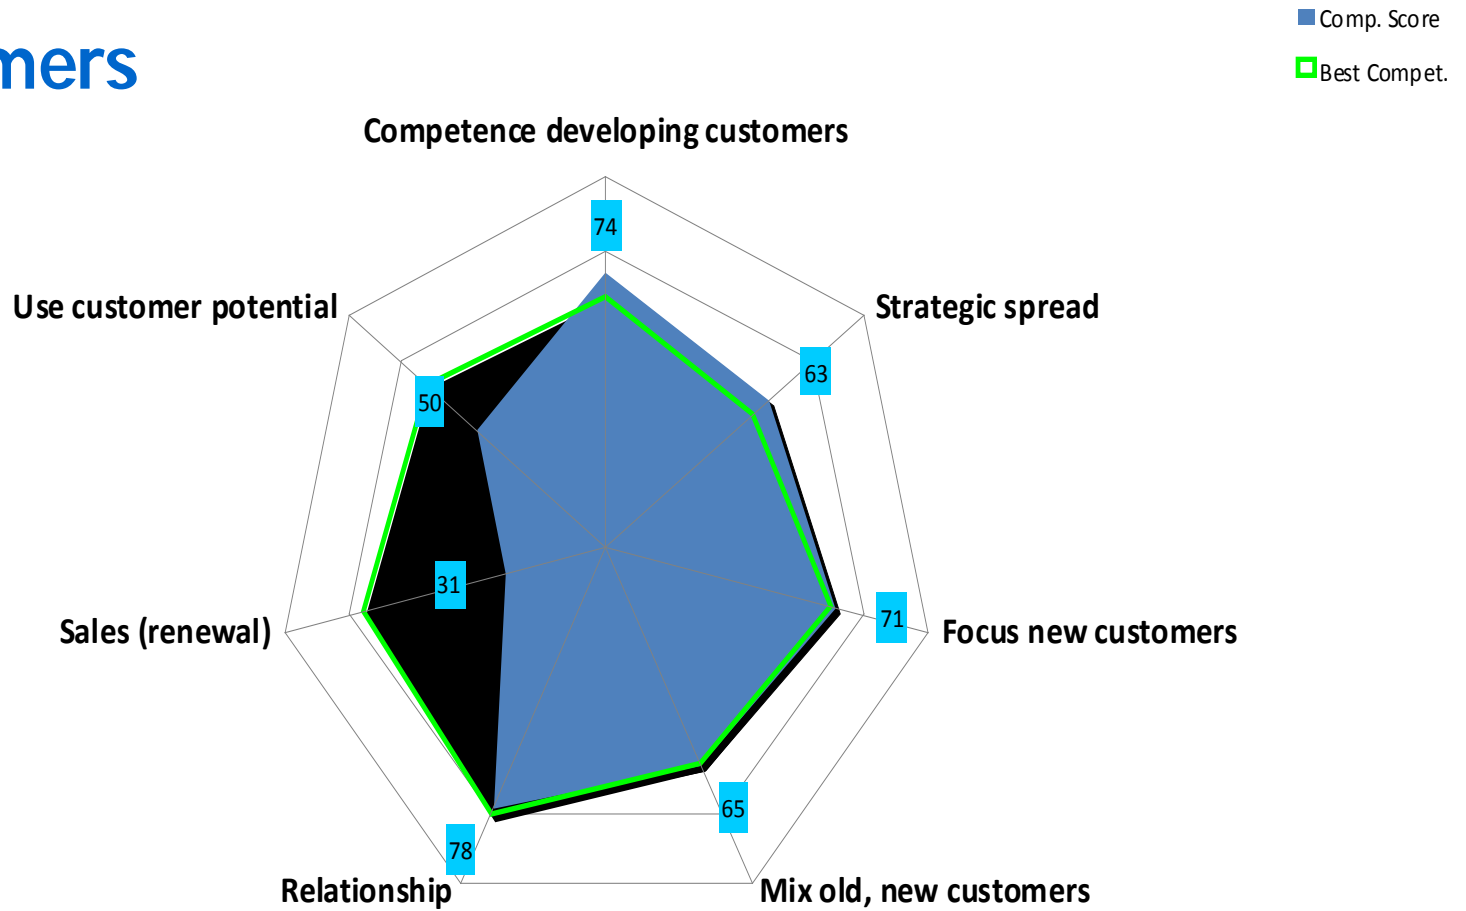 mers
Comp. Score
Best Compet.
Competence developing customers
74
Use customer potential
Strategic spread
63
50
31
71
Sales (renewal)
Focus new customers
65
78
Relationship
Mix old, new customers